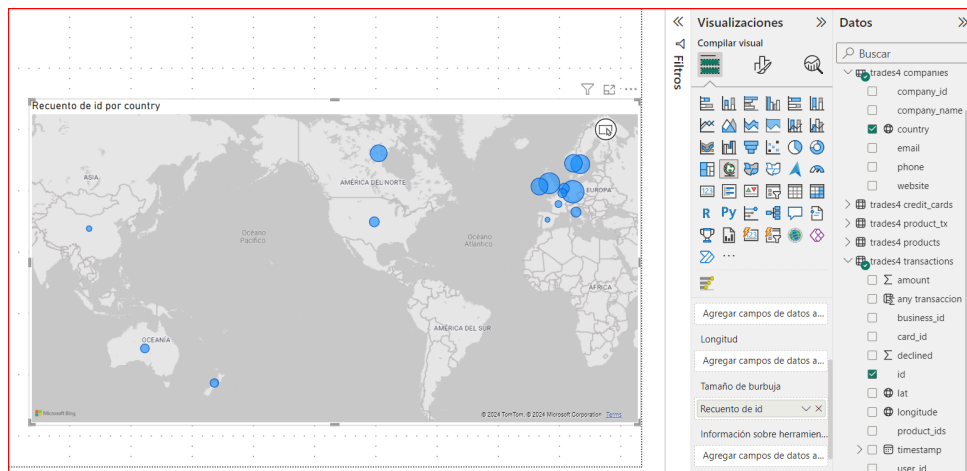 Recuento de id por country
ASIA
AMÉRICA DEL NORTE
EUROPA
Océano
Pacífico
Océano
Atlántico
ÁFRICA
OCEANÍA
AMÉRICA DEL SUR
Microsoft Bing
© 2024 TomTom, © 2024 Microsoft Corporation Terms
Filtros
Visualizaciones
Compilar visual
123
R
Py
Agregar campos de datos a...
Longitud
Agregar campos de datos a...
Tamaño de burbuja
Recuento de id
Información sobre herramien...
Agregar campos de datos a...
Datos
Buscar
trades4 companies
company_id
company_name
country
email
phone
website
trades4 credit_cards
trades4 product_tx
trades4 products
trades4 transactions
amount
any transaccion
business_id
card_id
declined
id
lat
longitude
product_ids
timestamp
user_id